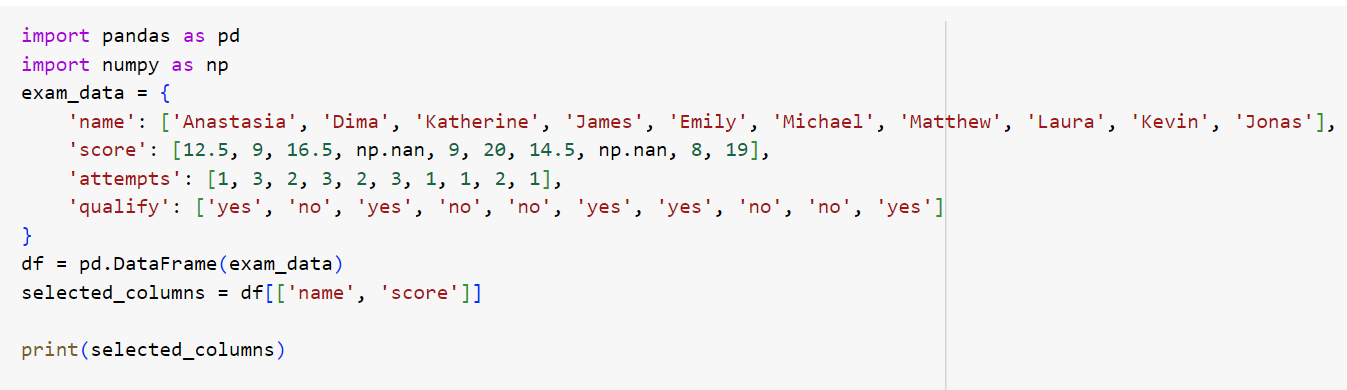 import pandas as pd
import numpy as np
exam_data = {
    'name': ['Anastasia', 'Dima', 'Katherine', 'James', 'Emily', 'Michael', 'Matthew', 'Laura', 'Kevin', 'Jonas'],
    'score': [12.5, 9, 16.5, np.nan, 9, 20, 14.5, np.nan, 8, 19],
    'attempts': [1, 3, 2, 3, 2, 3, 1, 1, 2, 1],
    'qualify': ['yes', 'no', 'yes', 'no', 'no', 'yes', 'yes', 'no', 'no', 'yes']
}
df = pd.DataFrame(exam_data)
selected_columns = df[['name', 'score']]

print(selected_columns)